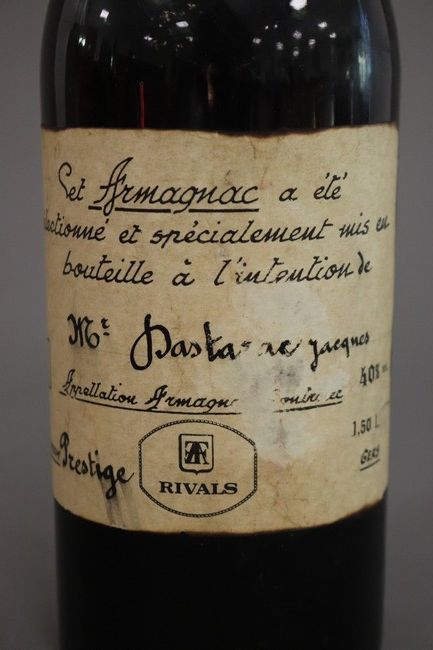 Cet Armagnac a été
et spécialement mis en
bouteille à l'intention de
Mr Jacques
Appellation Armagnac
40%
1,50 L
Prestige
GERS
RIVALS